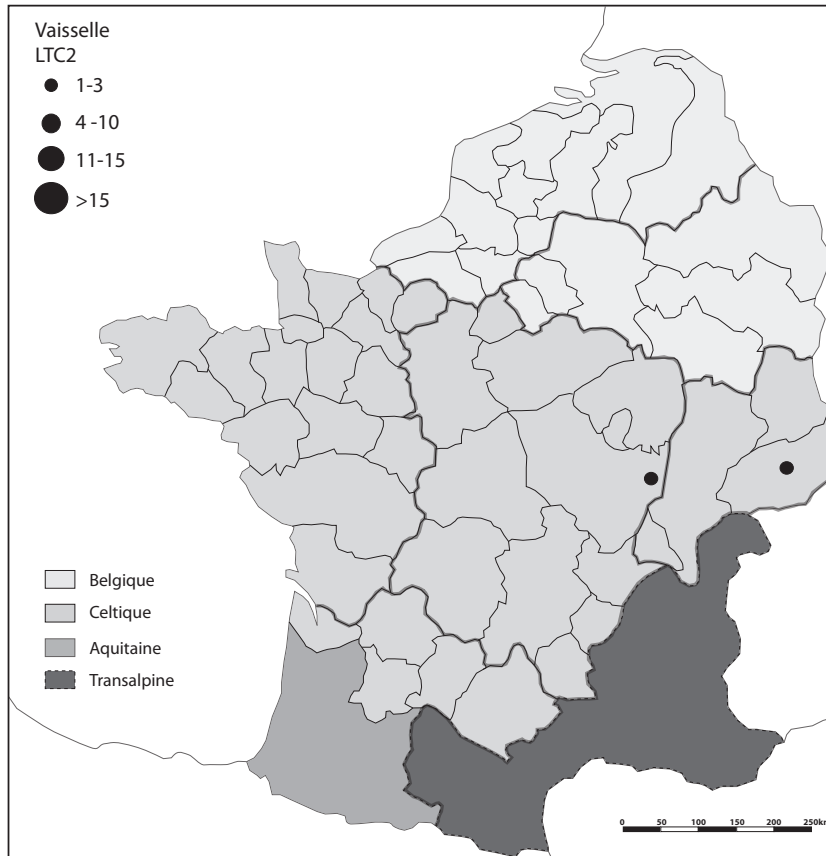 Vaisselle
LTC2
1-3
4 -10
11-15
>15
Belgique
Celtique
Aquitaine
Transalpine
0 50 100 150 200 250km